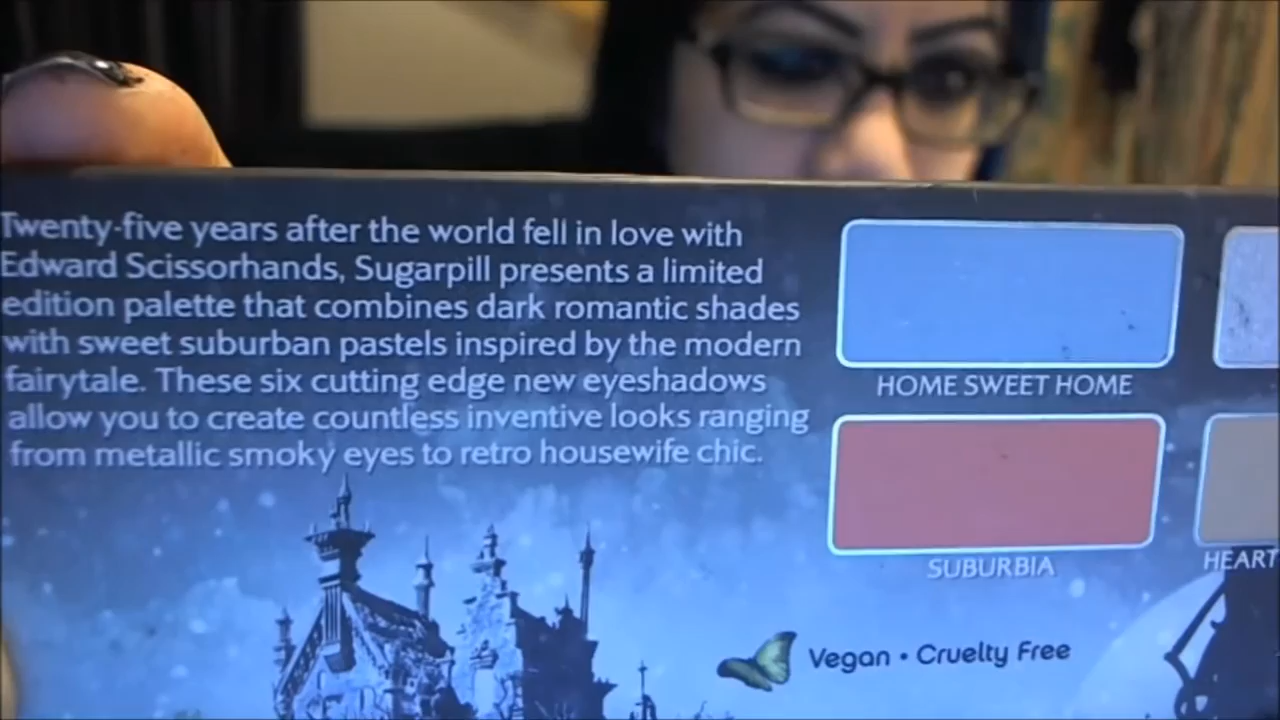 Twenty-five years after the world fell in love with
Edward Scissorhands, Sugarpill presents a limited
edition palette that combines dark romantic shades
with sweet suburban pastels inspired by the modern
fairytale. These six cutting edge new eyeshadows
allow you to create countless inventive looks ranging
from metallic smoky eyes to retro housewife chic.
HOME SWEET HOME
SUBURBIA
HEART
Vegan • Cruelty Free